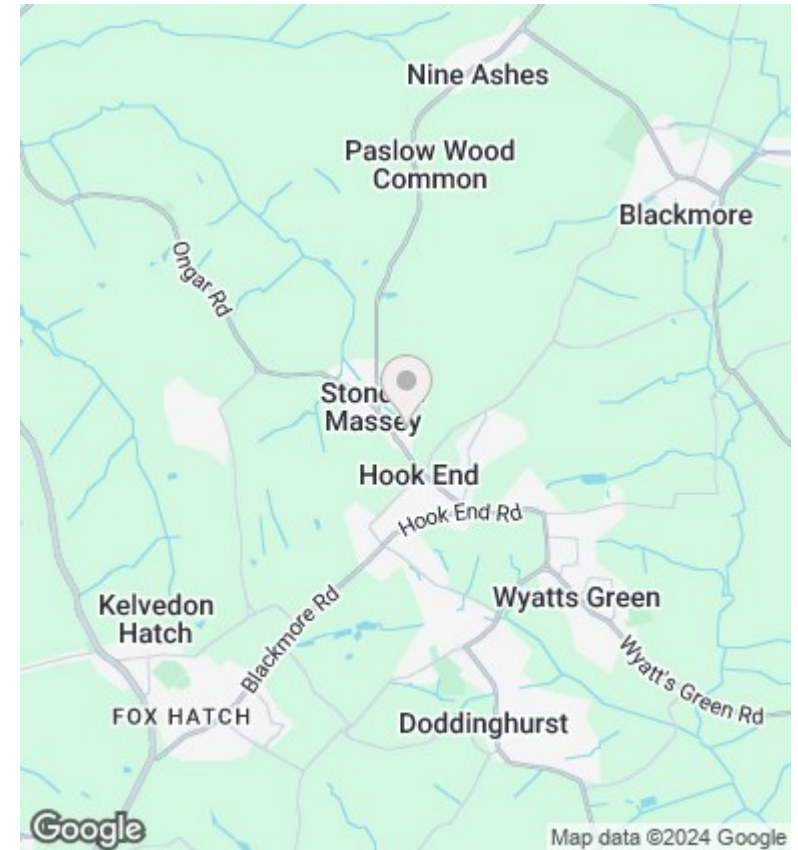 Nine Ashes
Paslow Wood
Common
Blackmore
Ongar Rd
Massey
Hook End
Hook End Rd
Kelvedon
Hatch
Blackmore Rd
Wyatts Green
Wyatt's Green Rd
FOX HATCH
Doddinghurst
Google
Map data ©2024 Google